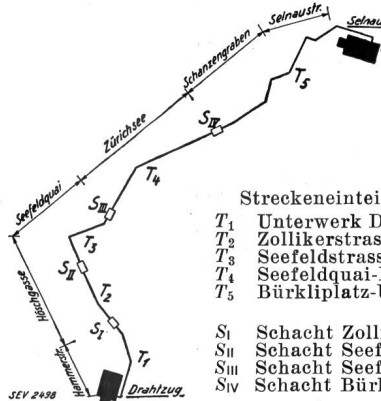 Selnaustr.
Selnau
Schanzengraben
T5
Zürichsee
SIV
T4
Seefeldquai
SIII
Streckeneintei
T1 Unterwerk D
T2 Zollikerstras
T3 Seefeldstrass
T4 Seefeldquai-
T5 Bürkliplatz-
T3
SII
Höschgasse
T2
SI
SI Schacht Zolli
SII Schacht Seef
SIII Schacht Seef
SIV Schacht Bürk
T1
SEV 2498
Drahtzug